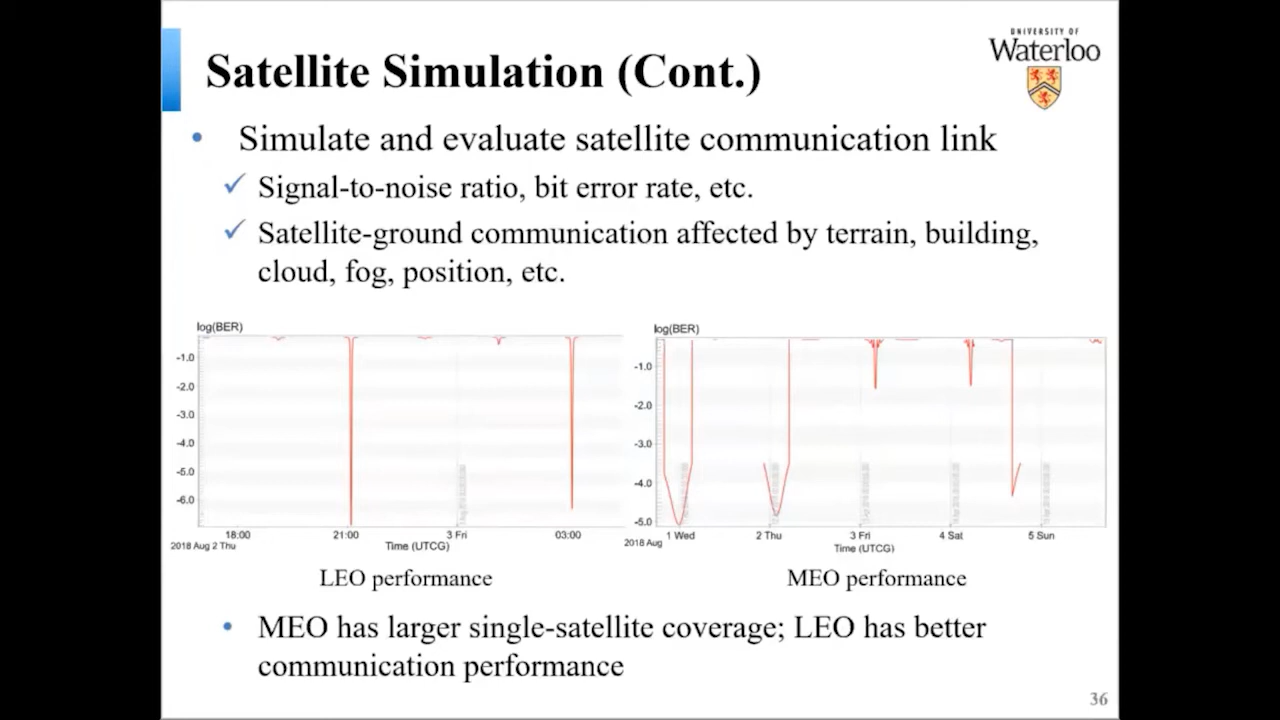 UNIVERSITY OF
Waterloo
Satellite Simulation (Cont.)
• Simulate and evaluate satellite communication link
✓ Signal-to-noise ratio, bit error rate, etc.
✓ Satellite-ground communication affected by terrain, building,
cloud, fog, position, etc.
log(BER)
-1.0
-2.0
-3.0
-4.0
-5.0
-6.0
18:00 21:00 3 Fri 03:00
2018 Aug 2 Thu
Time (UTCG)
LEO performance
log(BER)
-1.0
-2.0
-3.0
-4.0
-5.0
1 Wed 2 Thu 3 Fri 4 Sat 5 Sun
2018 Aug
Time (UTCG)
MEO performance
• MEO has larger single-satellite coverage; LEO has better
communication performance
36